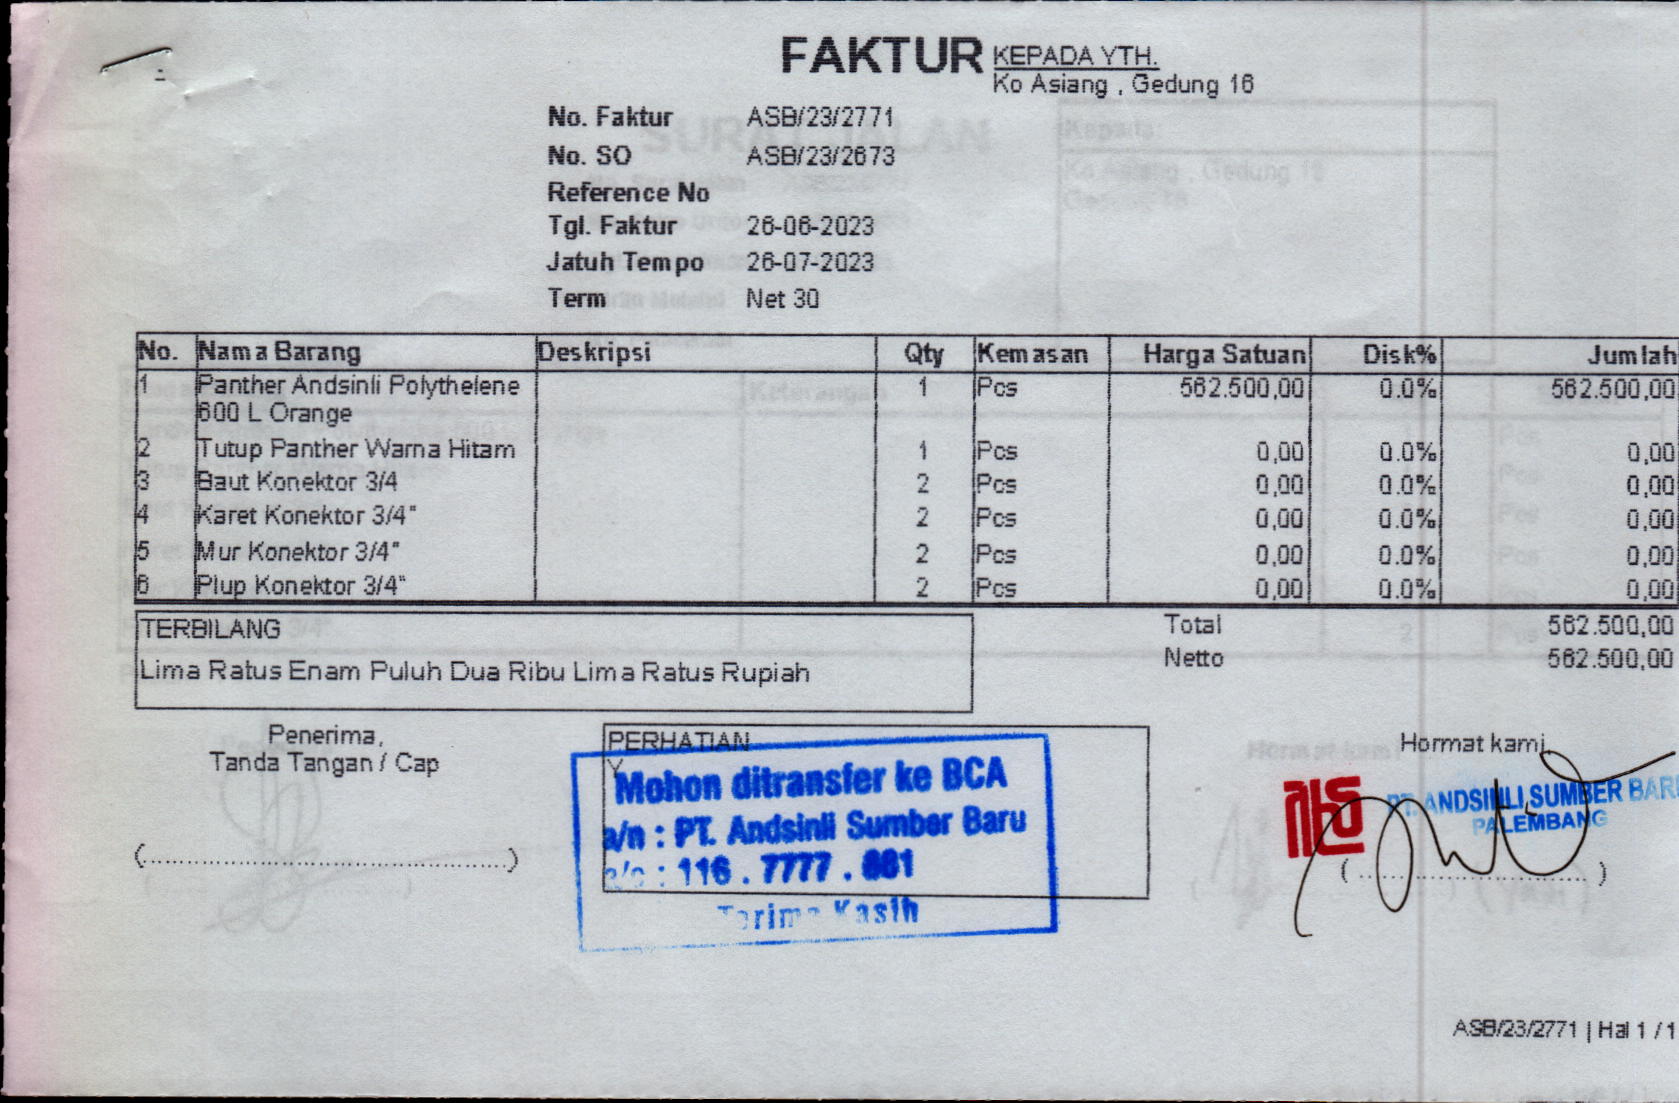 FAKTUR
KEPADA YTH.
Ko Asiang , Gedung 16
No. Faktur ASB/23/2771
No. SO ASB/23/2673
Reference No
Tgl. Faktur 26-06-2023
Jatuh Tempo 26-07-2023
Term Net 30
No. Nama Barang Deskripsi Qty Kemasan Harga Satuan Disk% Jumlah
1 Panther Andsinli Polythelene 1 Pcs 562.500,00 0.0% 562.500,00
600 L Orange
2 Tutup Panther Warna Hitam 1 Pcs 0,00 0.0% 0,00
3 Baut Konektor 3/4 2 Pcs 0,00 0.0% 0,00
4 Karet Konektor 3/4" 2 Pcs 0,00 0.0% 0,00
5 Mur Konektor 3/4" 2 Pcs 0,00 0.0% 0,00
6 Plup Konektor 3/4" 2 Pcs 0,00 0.0% 0,00
TERBILANG
Lima Ratus Enam Puluh Dua Ribu Lima Ratus Rupiah
Total 562.500,00
Netto 562.500,00
Penerima,
Tanda Tangan / Cap
(....................................................)
PERHATIAN
Y
Mohon ditransfer ke BCA
a/n : PT. Andsinli Sumber Baru
a/c : 116 . 7777 .
Terima Kasih
Hormat kami,
PT. ANDSINLI SUMBER BARU
PALEMBANG
(....................................)
ASB/23/2771 | Hal 1 / 1